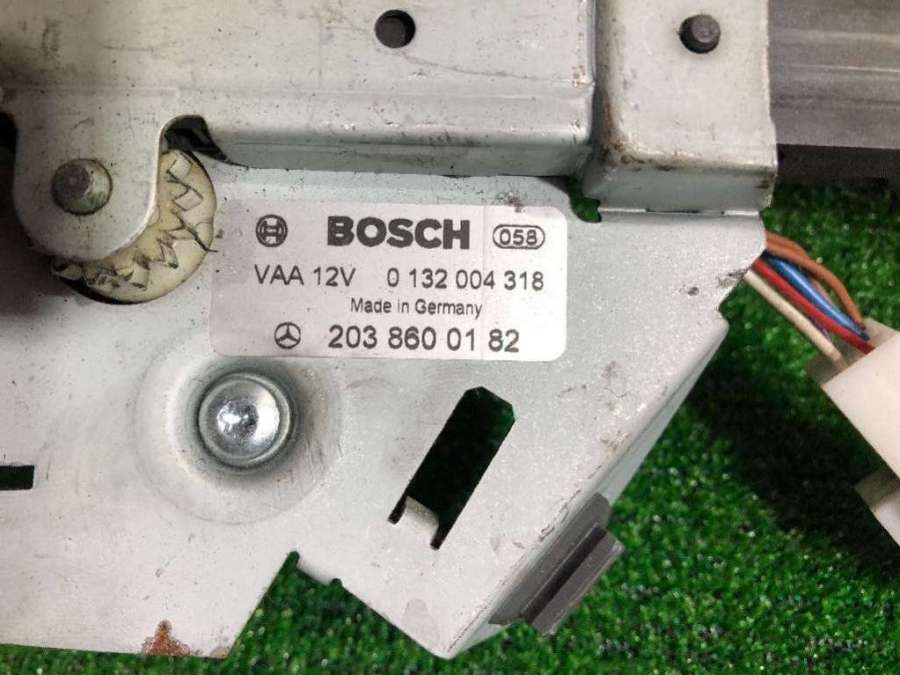 BOSCH 058
VAA 12V 0 132 004 318
Made in Germany
203 860 01 82